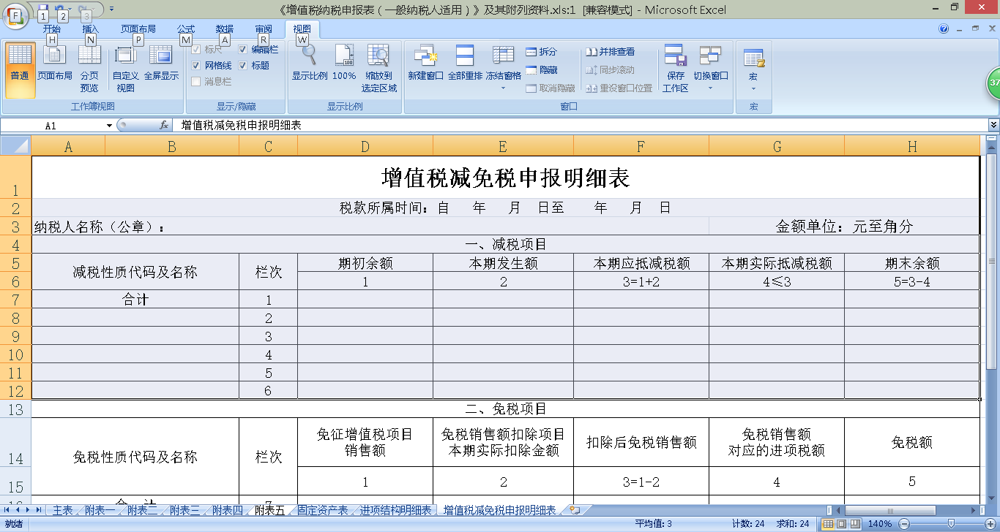 《增值税纳税申报表（一般纳税人适用）》及其附列资料.xls:1 [兼容模式] - Microsoft Excel
F 1 2 3
开始 插入 页面布局 公式 数据 审阅 视图
H N P M A R W
普通 页面布局 分页预览 自定义视图 全屏显示
工作簿视图
标尺 编辑栏
网格线 标题
消息栏
显示/隐藏
显示比例 100% 缩放到选定区域
显示比例
新建窗口 全部重排 冻结窗格
拆分 并排查看
隐藏 同步滚动
取消隐藏 重设窗口位置
保存工作区 切换窗口
窗口
宏
宏
37
A1 fx 增值税减免税申报明细表
A B C D E F G H
1 增值税减免税申报明细表
2 税款所属时间：自 年 月 日至 年 月 日
3 纳税人名称（公章）： 金额单位：元至角分
4 一、减税项目
5 减税性质代码及名称 栏次 期初余额 本期发生额 本期应抵减税额 本期实际抵减税额 期末余额
6 1 2 3=1+2 4≤3 5=3-4
7 合计 1
8 2
9 3
10 4
11 5
12 6
13 二、免税项目
14 免税性质代码及名称 栏次 免征增值税项目销售额 免税销售额扣除项目本期实际扣除金额 扣除后免税销售额 免税销售额对应的进项税额 免税额
15 1 2 3=1-2 4 5
16 合 计 7
主表 附表一 附表二 附表三 附表四 附表五 固定资产表 进项结构明细表 增值税减免税申报明细表
就绪 平均值: 3 计数: 24 求和: 24 140%